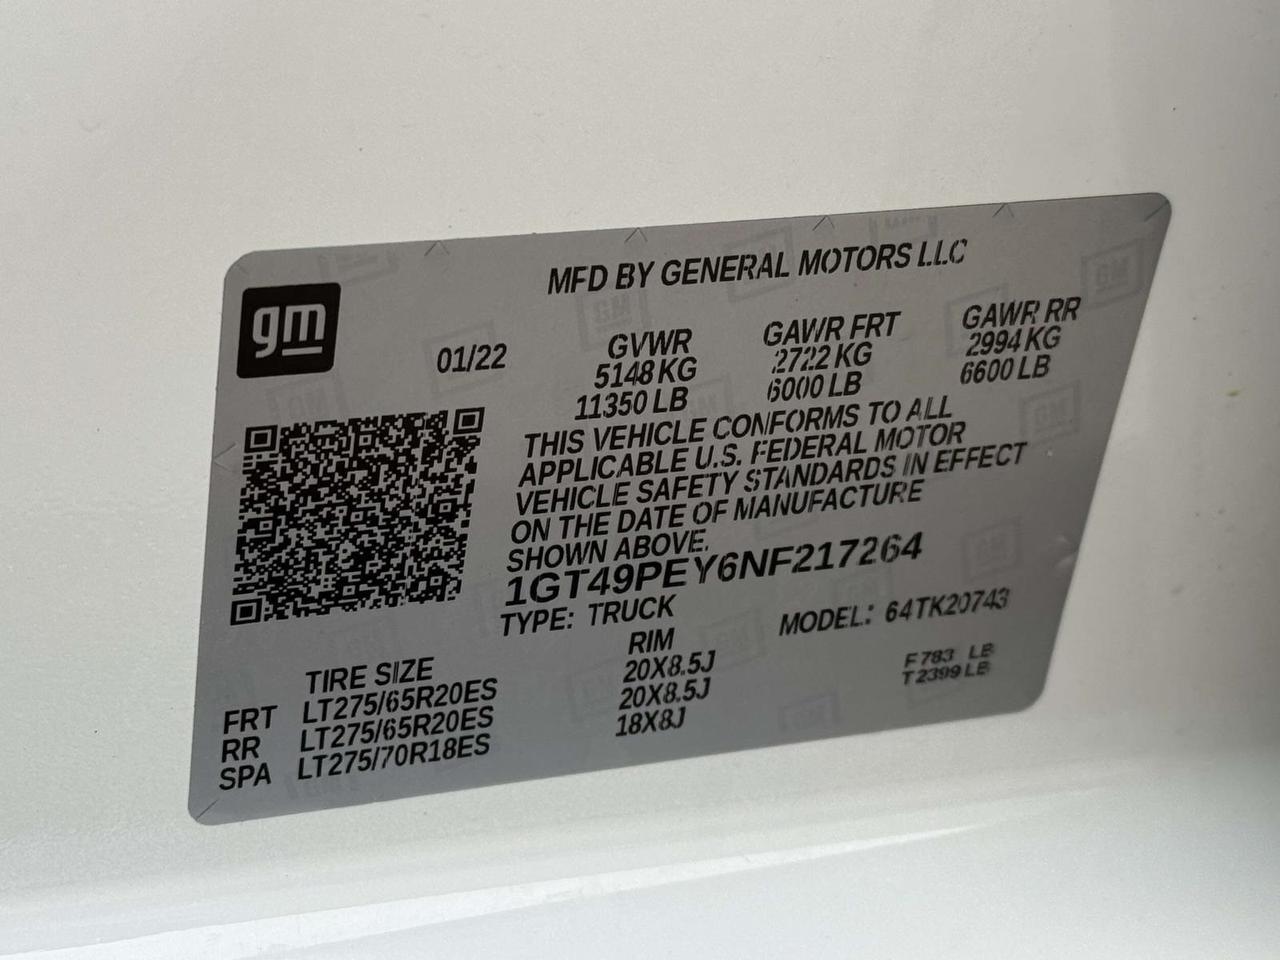 gm
MFD BY GENERAL MOTORS LLC
01/22
GVWR
5148 KG
11350 LB
GAWR FRT
2722 KG
6000 LB
GAWR RR
2994 KG
6600 LB
THIS VEHICLE CONFORMS TO ALL
APPLICABLE U.S. FEDERAL MOTOR
VEHICLE SAFETY STANDARDS IN EFFECT
ON THE DATE OF MANUFACTURE
SHOWN ABOVE.
1GT49PEY6NF217264
TYPE: TRUCK
MODEL: 64TK20743
F 783 LB
T 2399 LB
TIRE SIZE RIM
FRT LT275/65R20ES 20X8.5J
RR LT275/65R20ES 20X8.5J
SPA LT275/70R18ES 18X8J